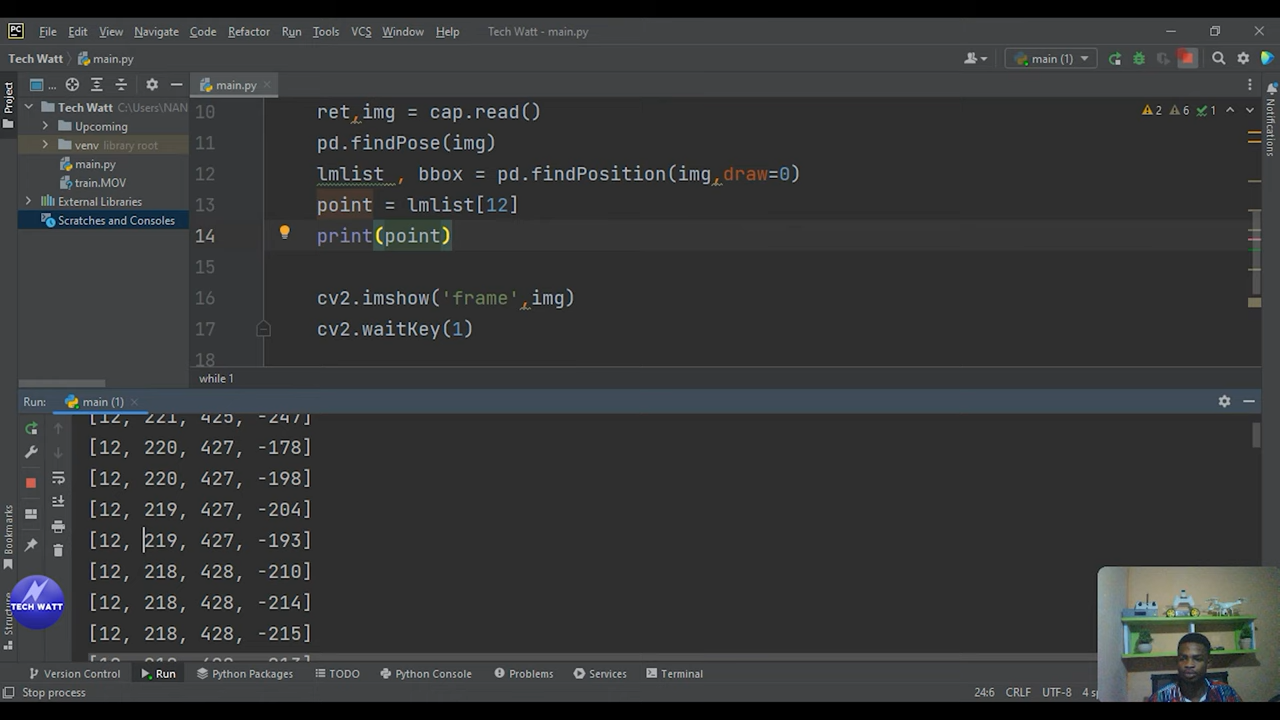 PC File Edit View Navigate Code Refactor Run Tools VCS Window Help Tech Watt - main.py
Tech Watt main.py main (1)
Project
... main.py
Tech Watt C:\Users\NAN
Upcoming
venv library root
main.py
train.MOV
External Libraries
Scratches and Consoles
10 ret,img = cap.read()
11 pd.findPose(img)
12 lmlist , bbox = pd.findPosition(img,draw=0)
13 point = lmlist[12]
14 print(point)
15
16 cv2.imshow('frame',img)
17 cv2.waitKey(1)
18
2 6 1
Notifications
while 1
Run: main (1)
[12, 221, 425, -247]
[12, 220, 427, -178]
[12, 220, 427, -198]
[12, 219, 427, -204]
[12, 219, 427, -193]
[12, 218, 428, -210]
[12, 218, 428, -214]
[12, 218, 428, -215]
Bookmarks
Structure
TECH WATT
Version Control Run Python Packages TODO Python Console Problems Services Terminal
Stop process 24:6 CRLF UTF-8 4